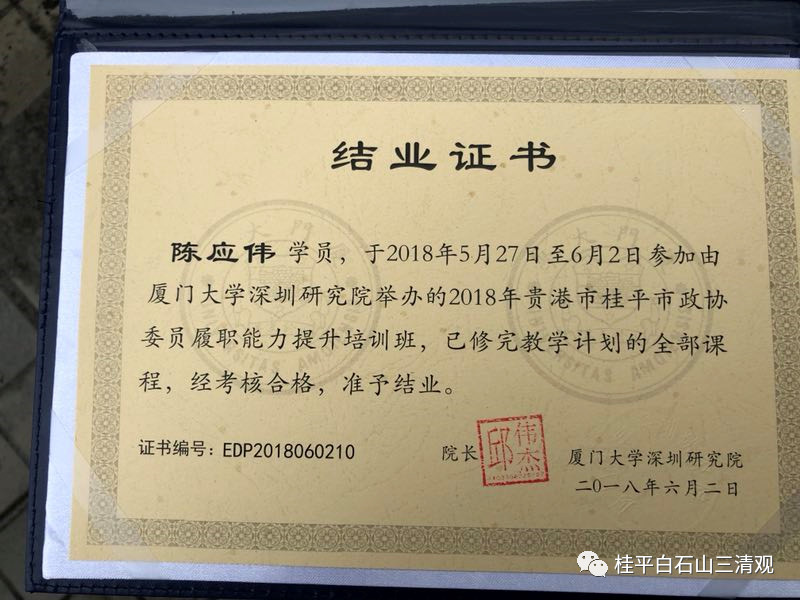 结业证书
陈应伟 学员，于2018年5月27日至6月2日参加由
厦门大学深圳研究院举办的2018年贵港市桂平市政协
委员履职能力提升培训班，已修完教学计划的全部课
程，经考核合格，准予结业。
证书编号：EDP2018060210
院长
邱伟杰
厦门大学深圳研究院
二〇一八年六月二日
桂平白石山三清观